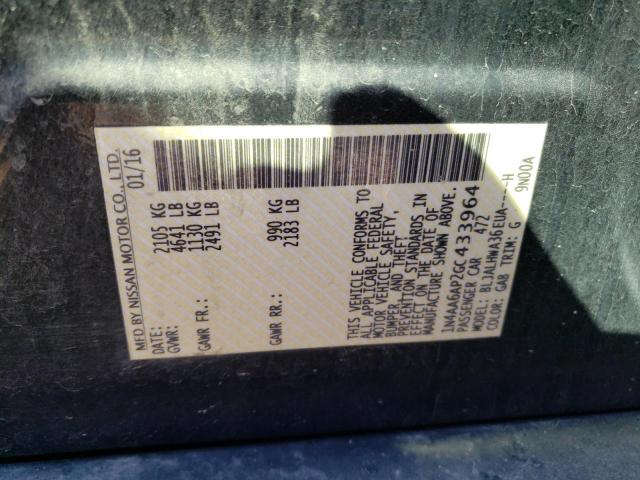 MFD BY NISSAN MOTOR CO., LTD.
DATE: 01/16
GVWR: 2105 KG
4641 LB
GAWR FR.: 1130 KG
2491 LB
GAWR RR.: 990 KG
2183 LB
THIS VEHICLE CONFORMS TO
ALL APPLICABLE FEDERAL
MOTOR VEHICLE SAFETY,
BUMPER, AND THEFT
PREVENTION STANDARDS IN
EFFECT ON THE DATE OF
MANUFACTURE SHOWN ABOVE.
1N4AA6AP2GC433964
PASSENGER CAR 472
MODEL: BLJALHWA36EUA----H
COLOR: GAB TRIM: G 9N00A